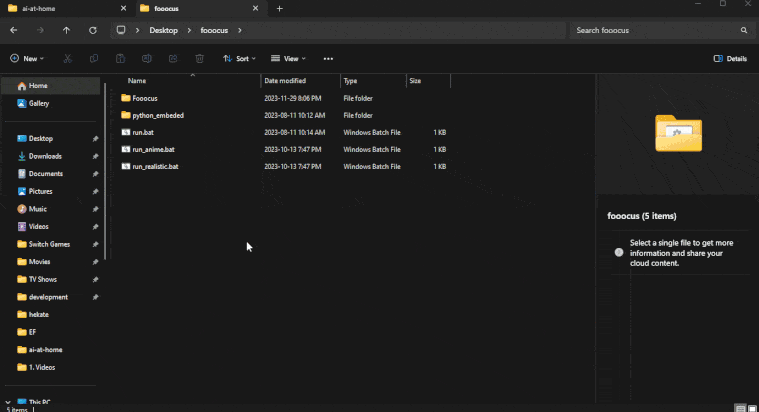 ai-at-home
fooocus
Desktop
fooocus
Search fooocus
New
Sort
View
Details
Name
Date modified
Type
Size
Home
Gallery
Desktop
Downloads
Documents
Pictures
Music
Videos
Switch Games
Movies
TV Shows
development
hekate
EF
ai-at-home
1. Videos
This PC
Fooocus 2023-11-29 8:06 PM File folder
python_embeded 2023-08-11 10:12 AM File folder
run.bat 2023-08-11 10:14 AM Windows Batch File 1 KB
run_anime.bat 2023-10-13 7:47 PM Windows Batch File 1 KB
run_realistic.bat 2023-10-13 7:47 PM Windows Batch File 1 KB
fooocus (5 items)
Select a single file to get more
information and share your
cloud content.
5 items